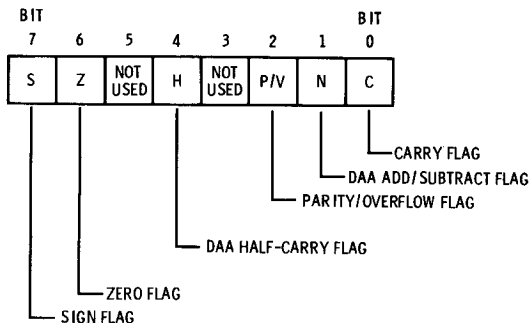 BIT BIT
7 6 5 4 3 2 1 0
S Z NOT USED H NOT USED P/V N C
CARRY FLAG
DAA ADD/SUBTRACT FLAG
PARITY/OVERFLOW FLAG
DAA HALF-CARRY FLAG
ZERO FLAG
SIGN FLAG